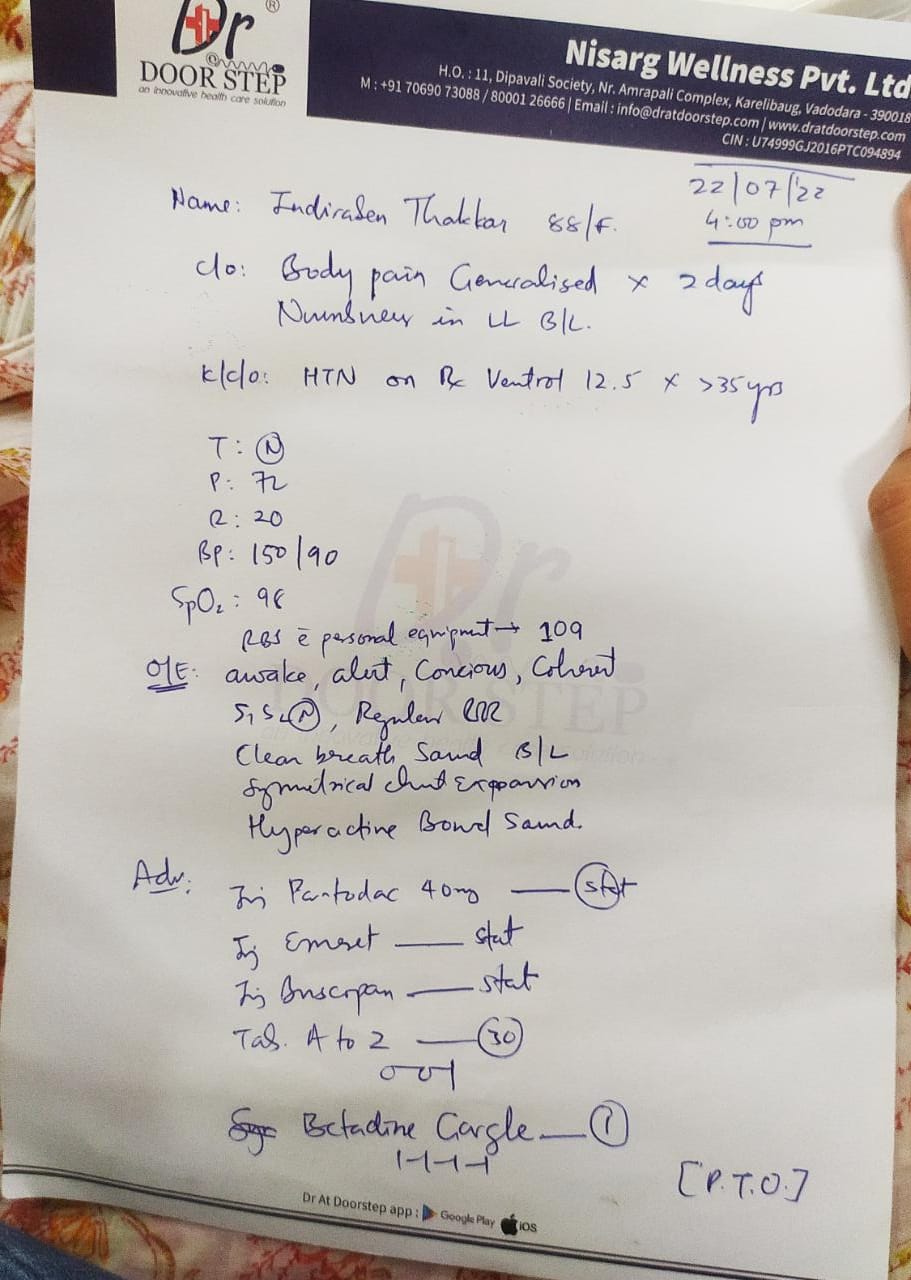 Dr ®
DOOR STEP
an innovative health care solution
Nisarg Wellness Pvt. Ltd
H.O. : 11, Dipavali Society, Nr. Amrapali Complex, Karelibaug, Vadodara - 390018
M : +91 70690 73088 / 80001 26666 | Email : info@dratdoorstep.com | www.dratdoorstep.com
CIN : U74999GJ2016PTC094894
22/07/22
4:00 pm
Name: Indiraben Thakkar 88/F.
c/o: Body pain Generalised x 2 days
Numbness in LL B/L.
k/c/o: HTN on Rx Ventrol 12.5 x >35 yrs
T: N
P: 72
R: 20
BP: 150/90
SpO2: 98
RBS c̄ personal equipment → 109
O/E: awake, alert, Concious, Coherent
S1 S2 N, Regular RRR
Clear breath Sound B/L
Symmetrical chest Exppansion
Hyperactine Bowel Sound.
Adv:
Inj Pantodac 40mg — stat
Inj Emeset — stat
Inj Buscopan — stat
Tab. A to Z — 30
0-0-1
Betadine Gargle — 1
1-1-1-1
[P.T.O.]
Dr At Doorstep app : Google Play iOS